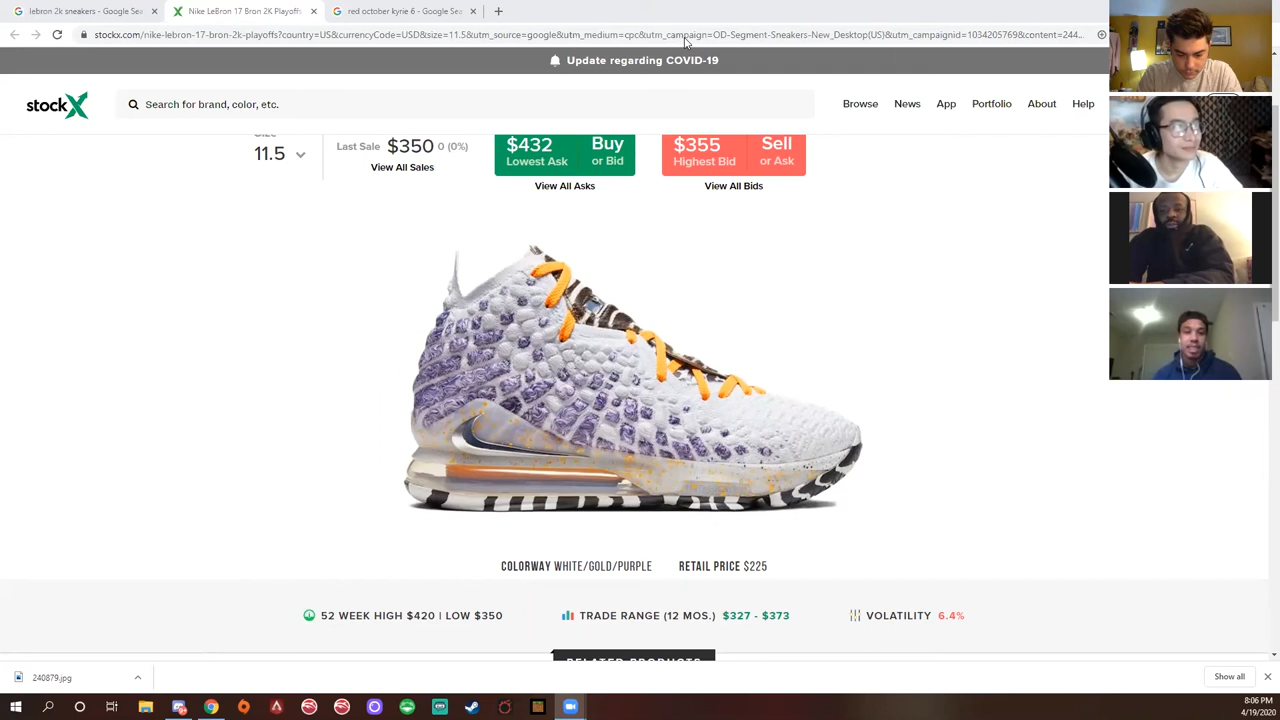 lebron 2k sneakers - Google Sea
Nike LeBron 17 Bron 2K Playoffs
red october kyrie 6 - Google Sea
stockx.com/nike-lebron-17-bron-2k-playoffs?country=US&currencyCode=USD&size=11.5&utm_source=google&utm_medium=cpc&utm_campaign=OD-Segment-Sneakers-New_Desktop(US)&utm_campaignid=1034205769&content=244...
Update regarding COVID-19
stockX
Search for brand, color, etc.
Browse News App Portfolio About Help
Size
11.5
Last Sale $350 0 (0%)
View All Sales
$432 Buy
Lowest Ask or Bid
View All Asks
$355 Sell
Highest Bid or Ask
View All Bids
COLORWAY WHITE/GOLD/PURPLE RETAIL PRICE $225
52 WEEK HIGH $420 | LOW $350 TRADE RANGE (12 MOS.) $327 - $373 VOLATILITY 6.4%
RELATED PRODUCTS
240879.jpg
Show all
8:06 PM
4/19/2020